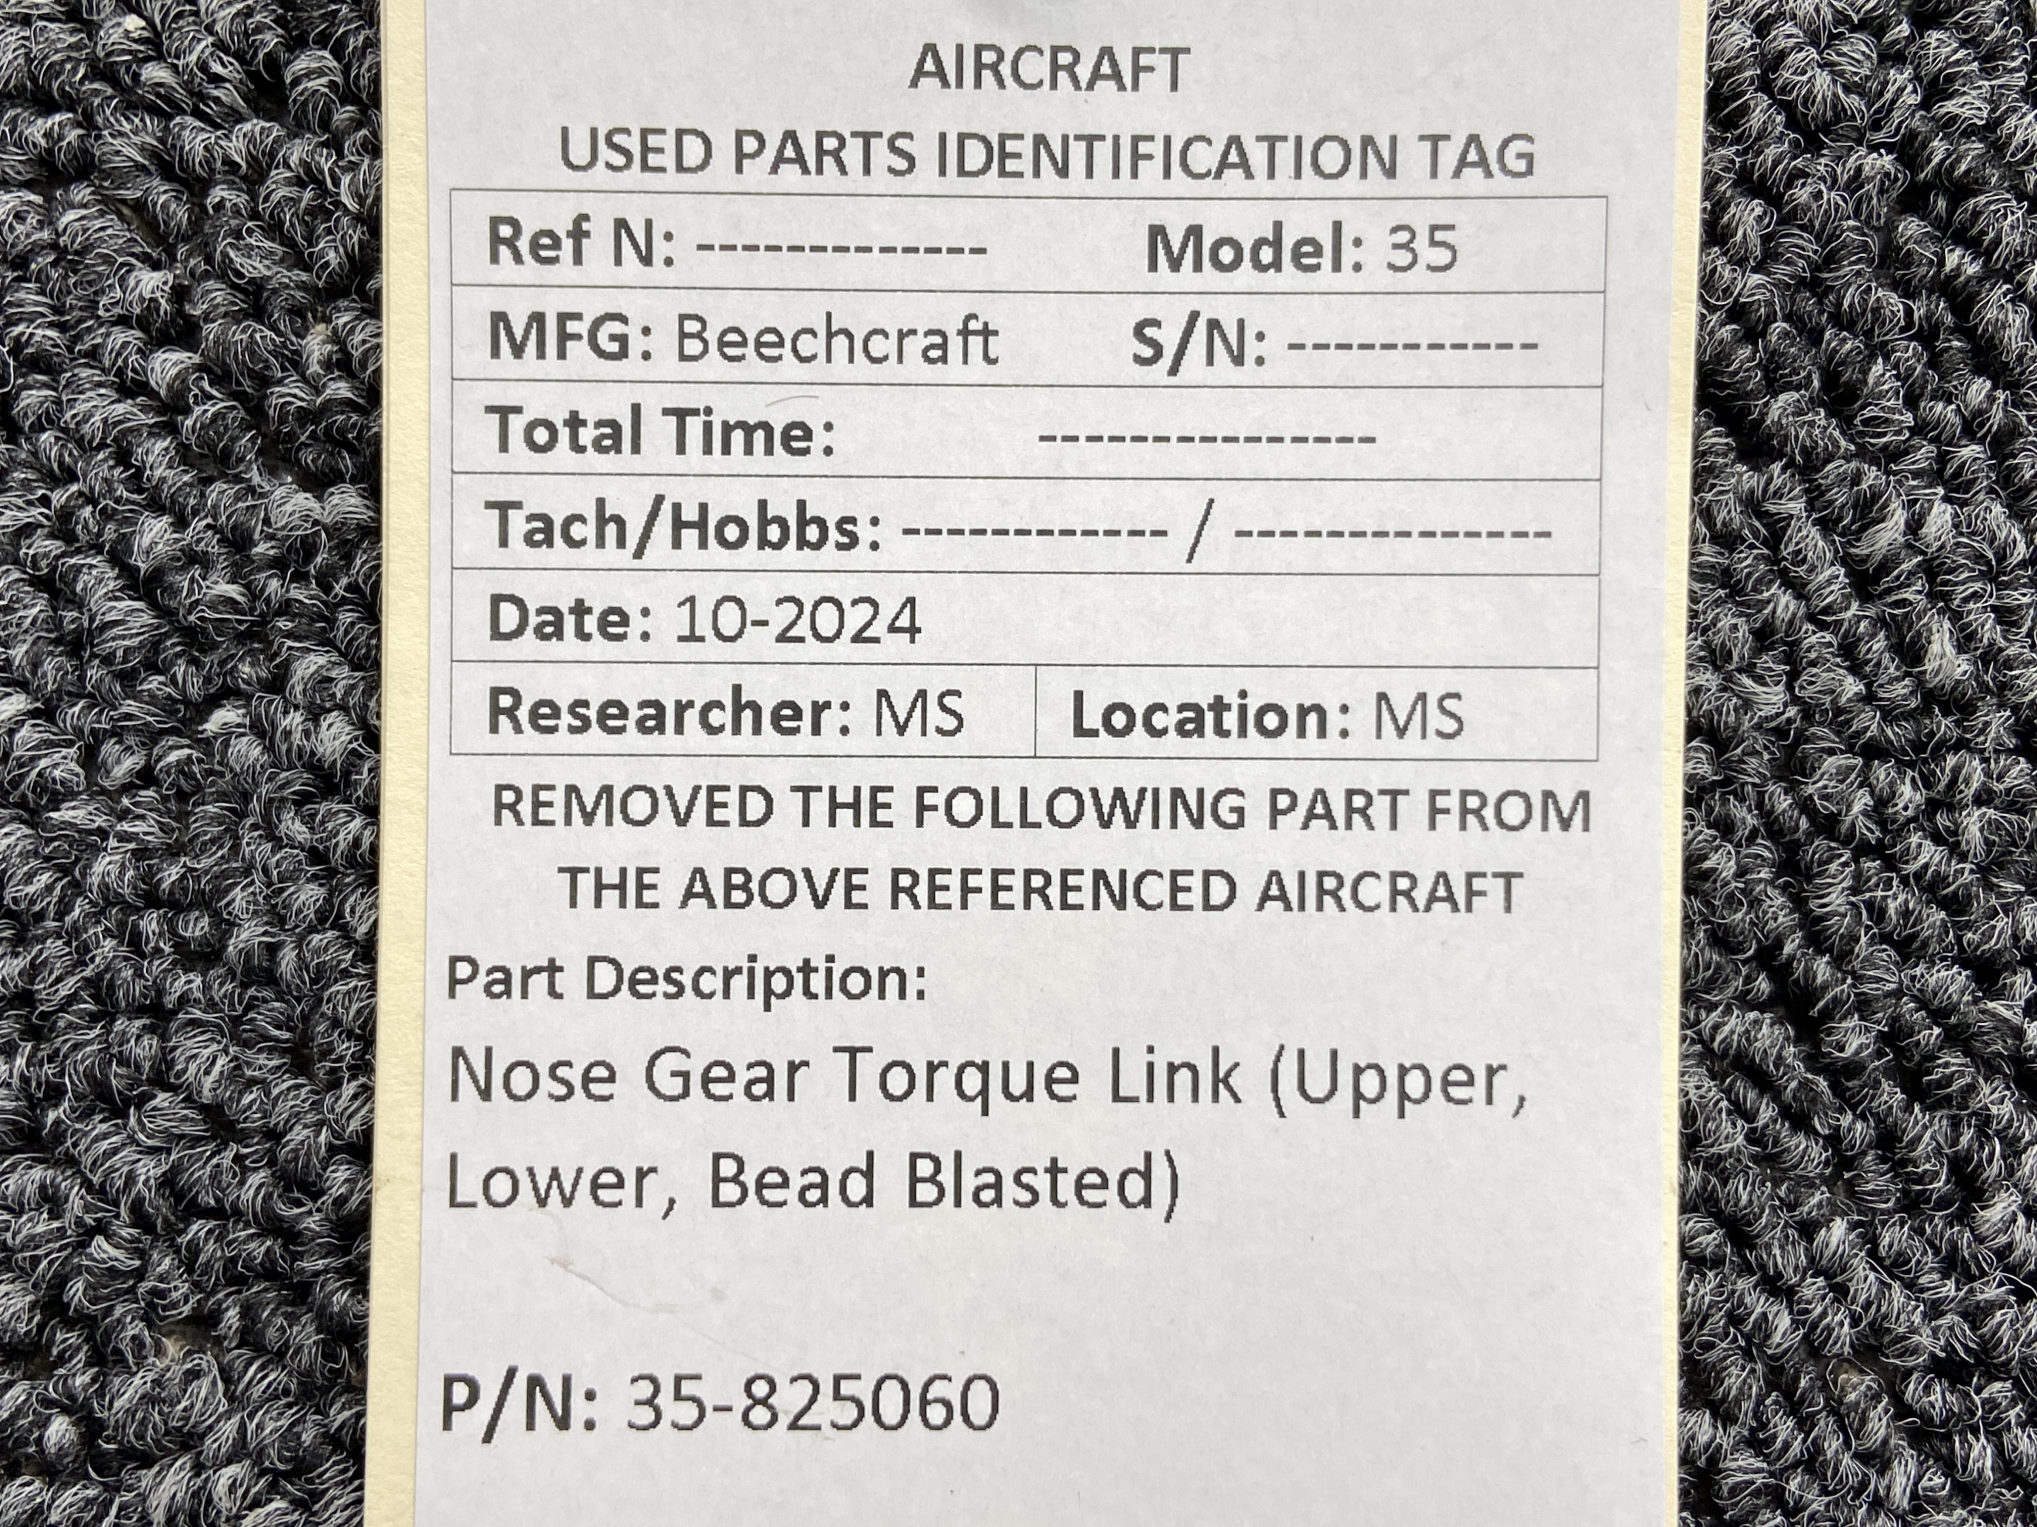 AIRCRAFT
USED PARTS IDENTIFICATION TAG
Ref N: ------------- Model: 35
MFG: Beechcraft S/N: -----------
Total Time: ---------------
Tach/Hobbs: ------------ / --------------
Date: 10-2024
Researcher: MS Location: MS
REMOVED THE FOLLOWING PART FROM
THE ABOVE REFERENCED AIRCRAFT
Part Description:
Nose Gear Torque Link (Upper,
Lower, Bead Blasted)
P/N: 35-825060